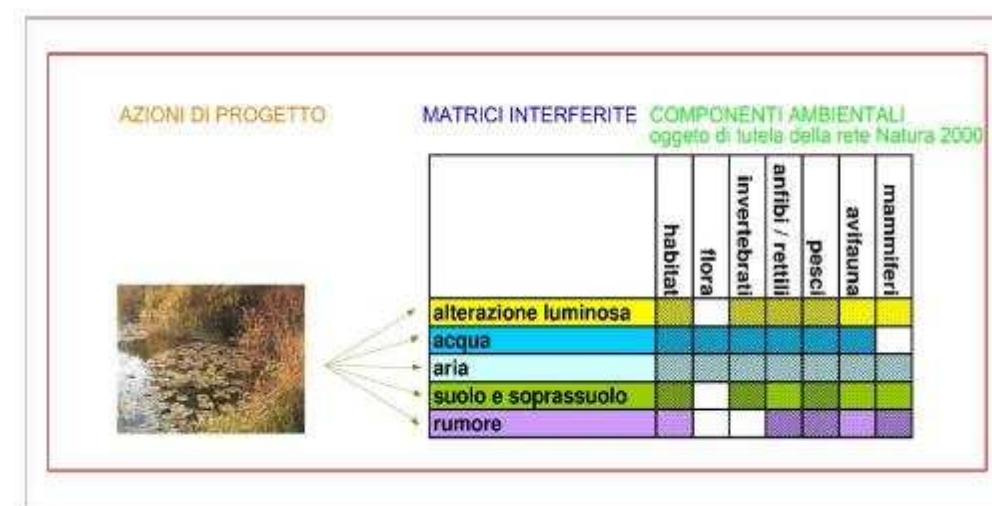 AZIONI DI PROGETTO
MATRICI INTERFERITE
COMPONENTI AMBIENTALI
oggeto di tutela della rete Natura 2000
habitat
flora
invertebrati
anfibi / rettili
pesci
avifauna
mammiferi
alterazione luminosa
acqua
aria
suolo e soprassuolo
rumore